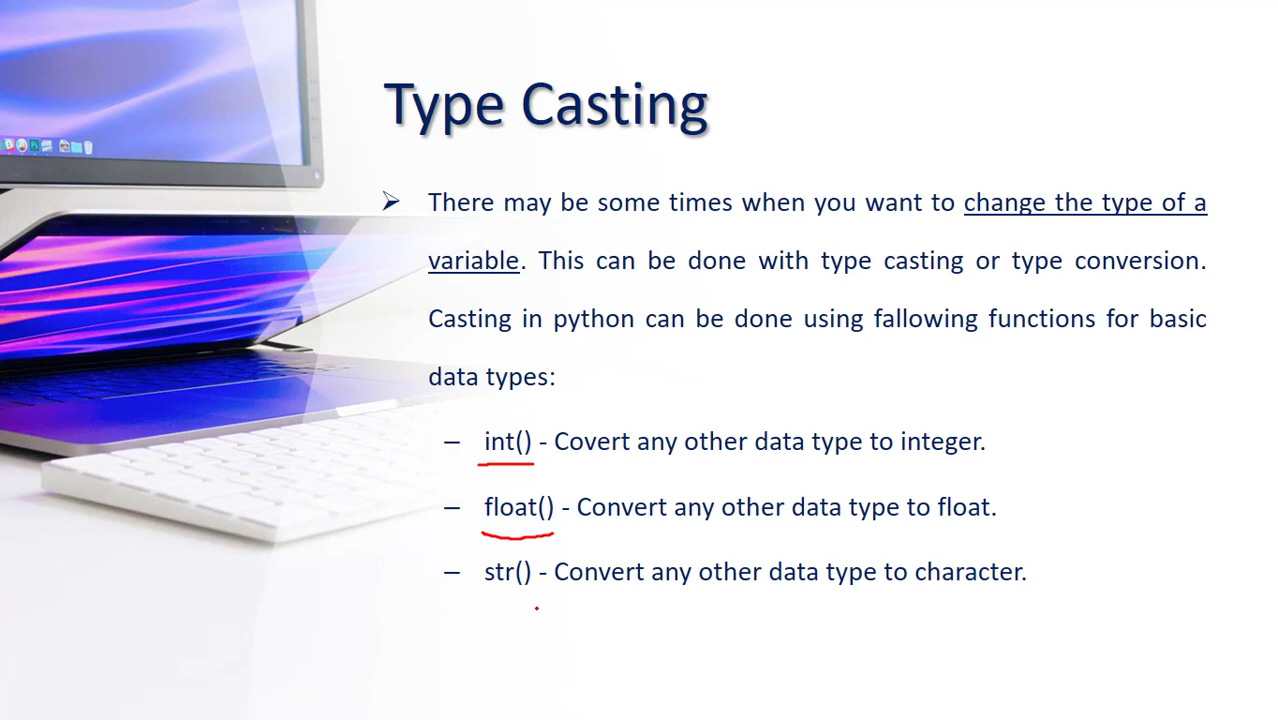 Type Casting
➢ There may be some times when you want to change the type of a
variable. This can be done with type casting or type conversion.
Casting in python can be done using fallowing functions for basic
data types:
– int() - Covert any other data type to integer.
– float() - Convert any other data type to float.
– str() - Convert any other data type to character.